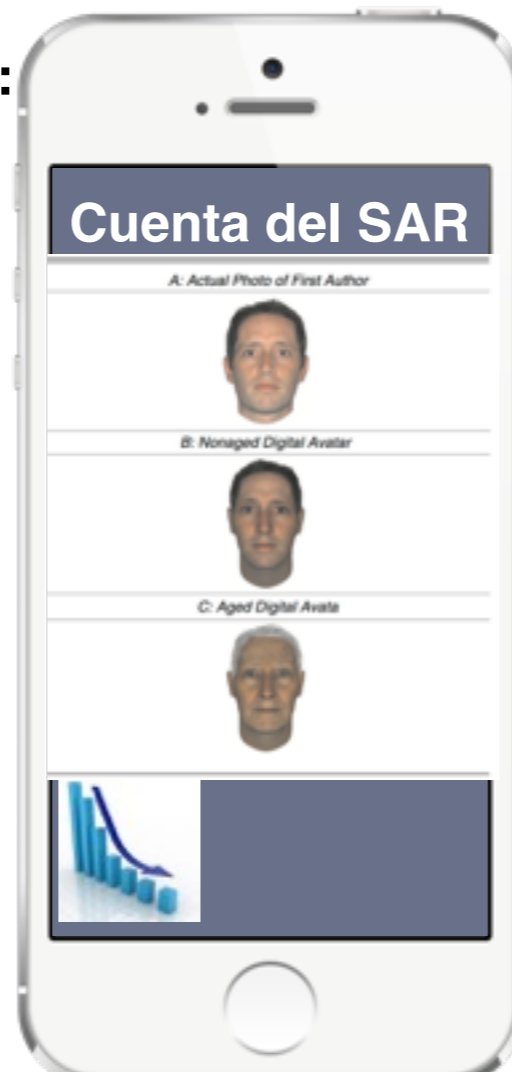 :
Cuenta del SAR
A: Actual Photo of First Author
B: Nonaged Digital Avatar
C: Aged Digital Avata